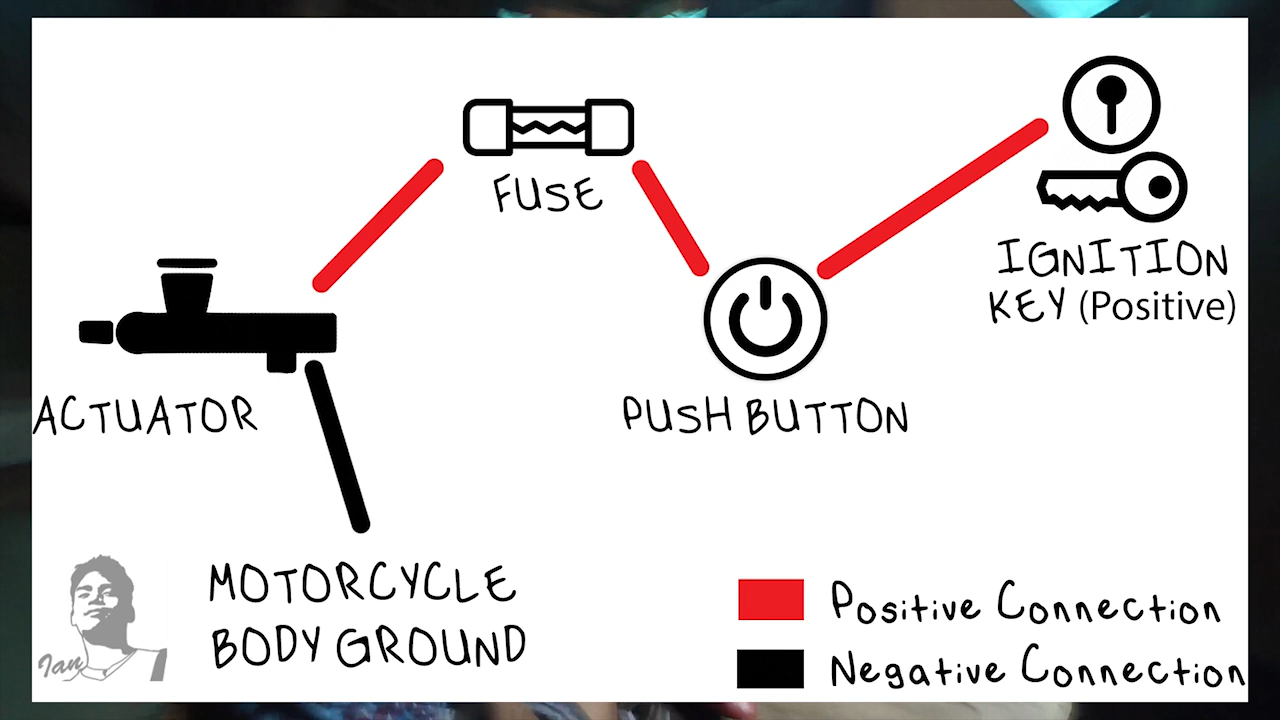 FUSE
IGNITION
KEY (Positive)
ACTUATOR
PUSH BUTTON
MOTORCYCLE
BODY GROUND
Positive Connection
Negative Connection
Ian